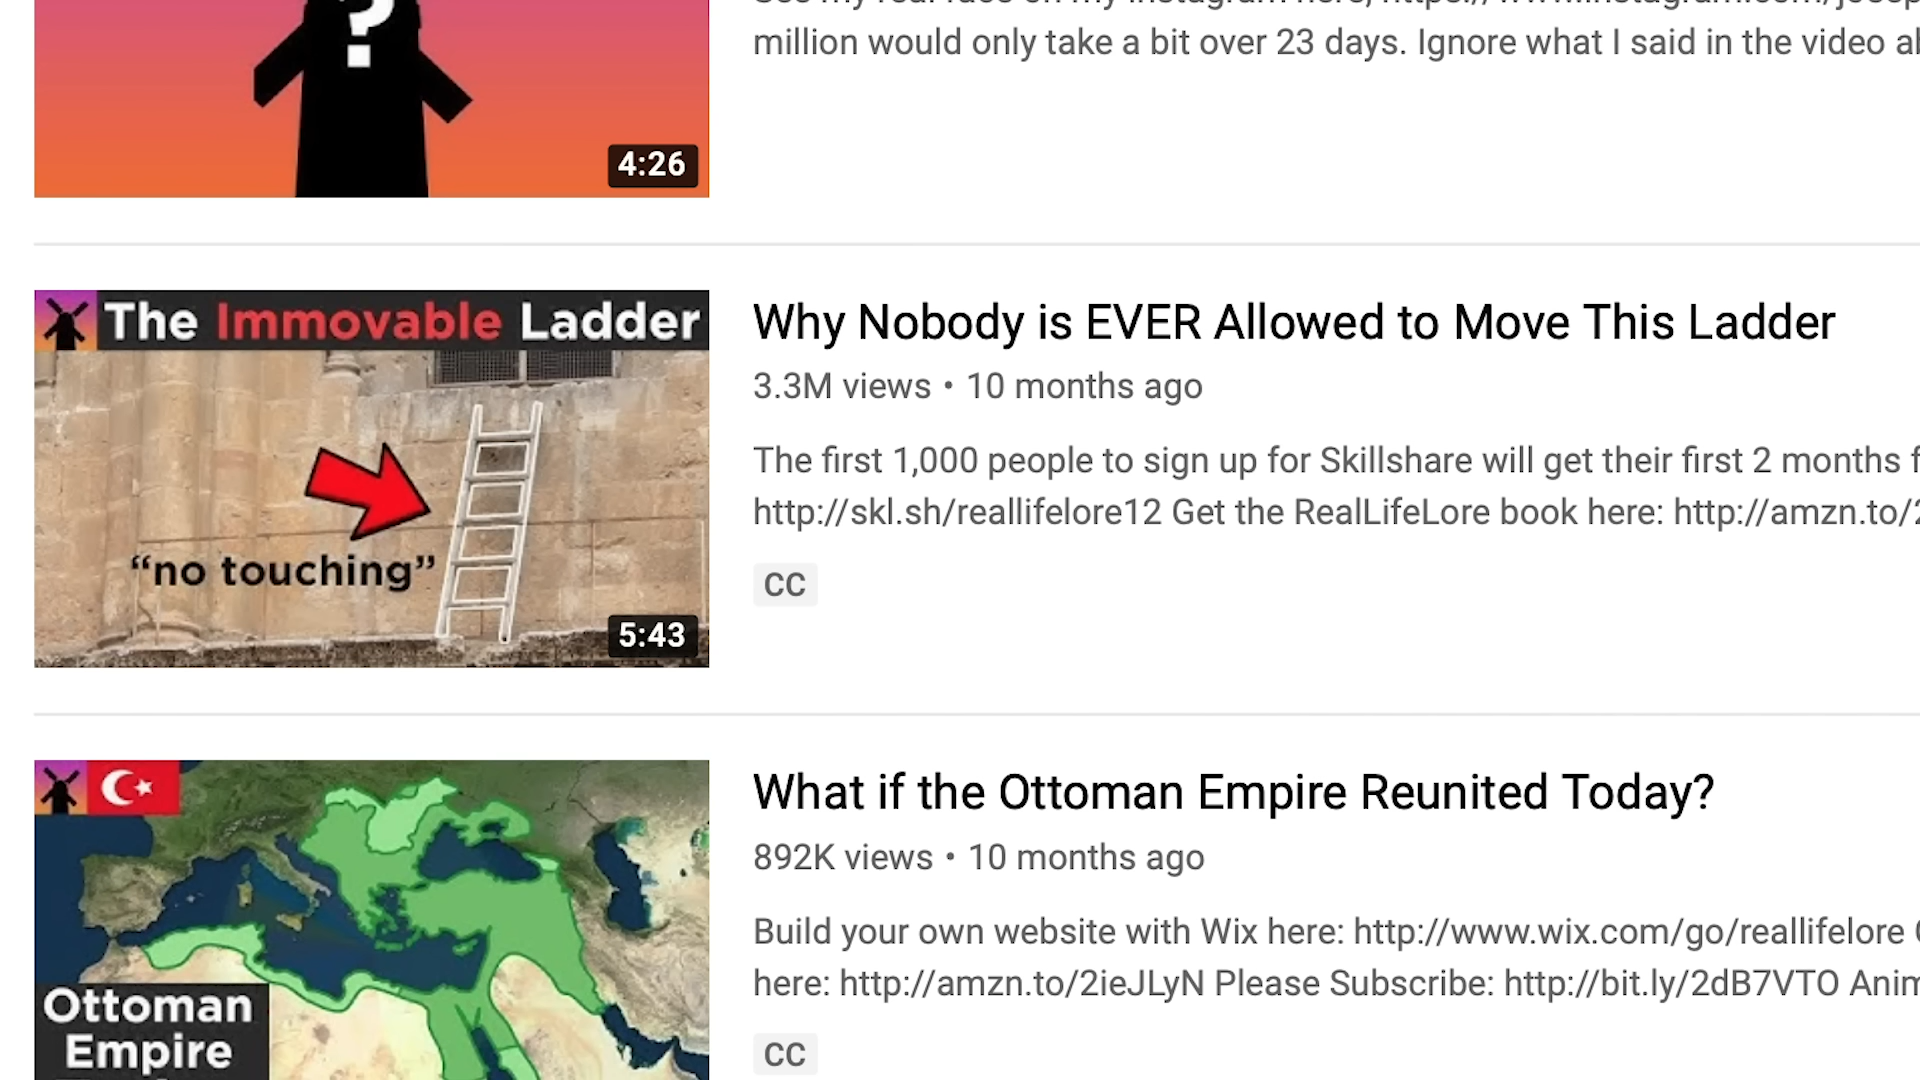 ?
million would only take a bit over 23 days. Ignore what I said in the video
4:26
The Immovable Ladder
Why Nobody is EVER Allowed to Move This Ladder
3.3M views • 10 months ago
The first 1,000 people to sign up for Skillshare will get their first 2 months
http://skl.sh/reallifelore12 Get the RealLifeLore book here: http://amzn.to/2
"no touching"
CC
5:43
What if the Ottoman Empire Reunited Today?
892K views • 10 months ago
Build your own website with Wix here: http://www.wix.com/go/reallifelore
here: http://amzn.to/2ieJLyN Please Subscribe: http://bit.ly/2dB7VTO Anim
Ottoman
Empire
CC